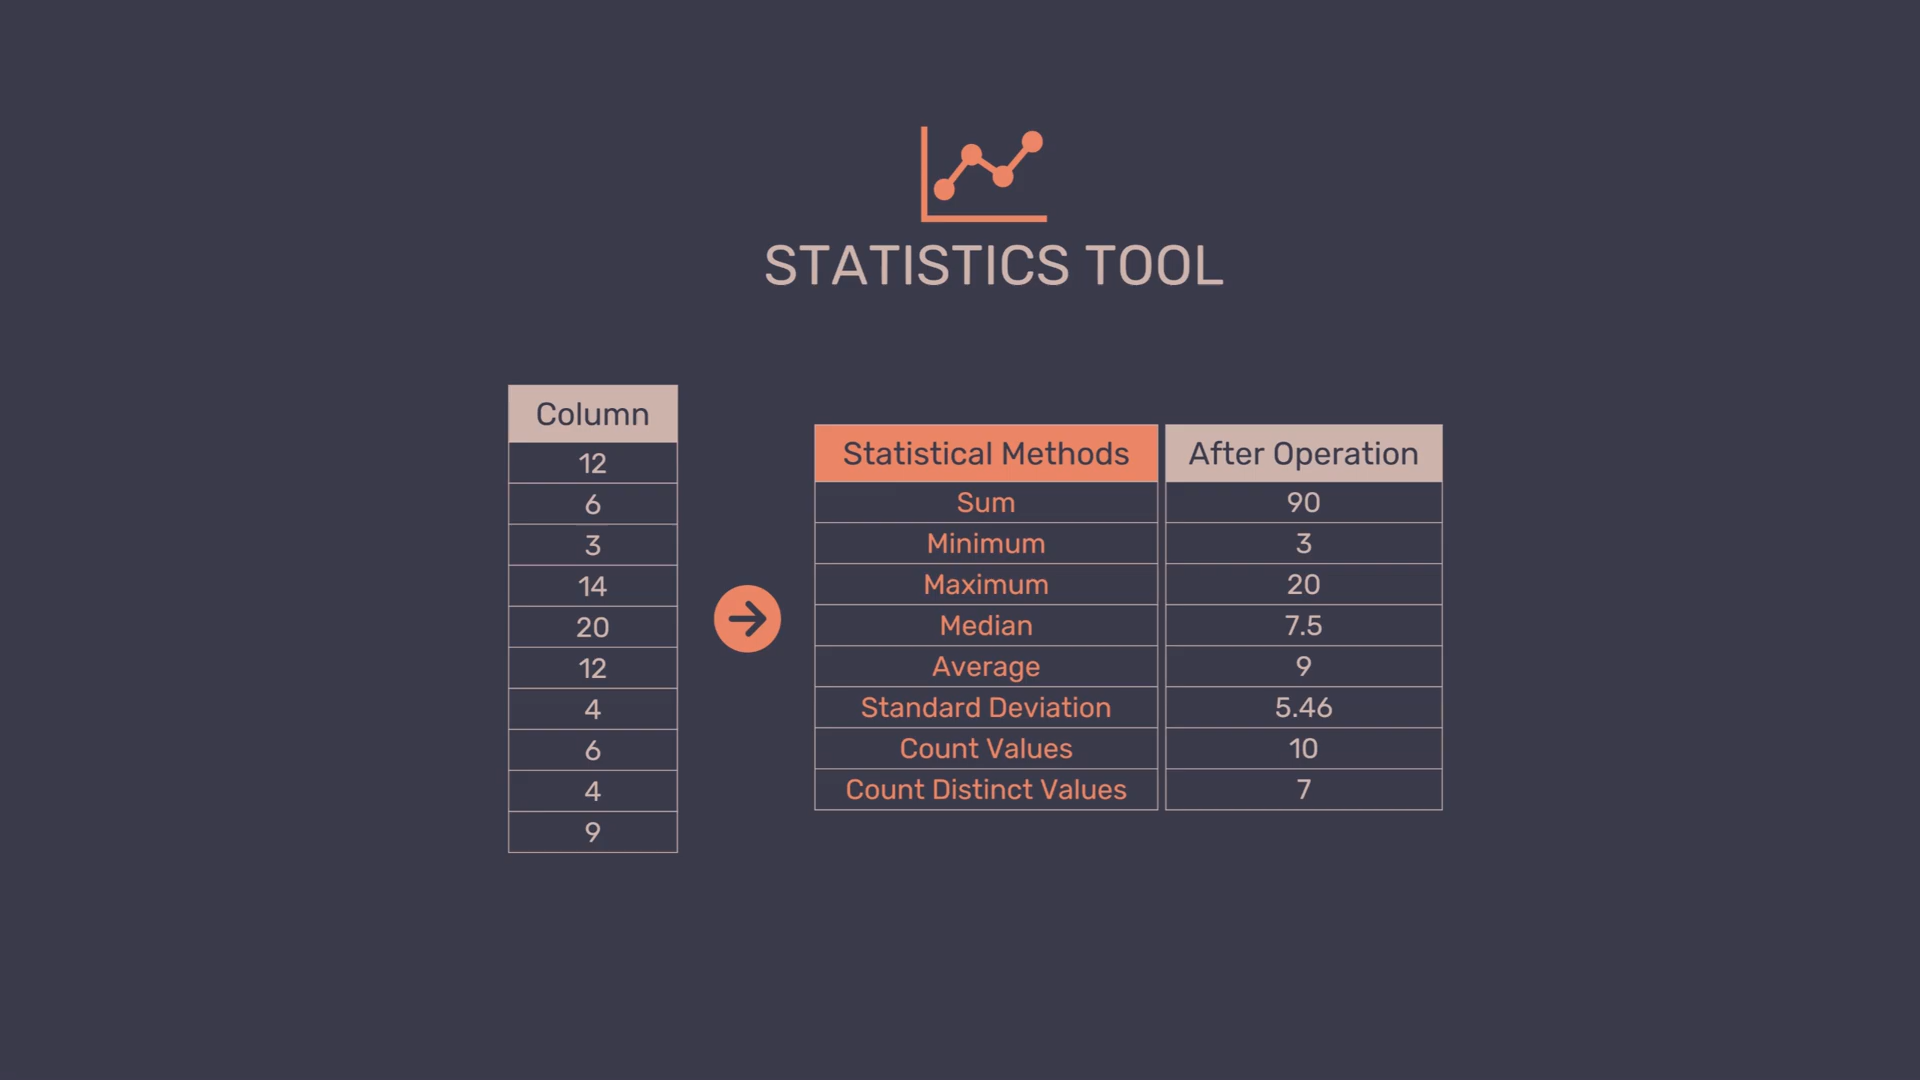 STATISTICS TOOL
Column
12
6
3
14
20
12
4
6
4
9
Statistical Methods After Operation
Sum 90
Minimum 3
Maximum 20
Median 7.5
Average 9
Standard Deviation 5.46
Count Values 10
Count Distinct Values 7